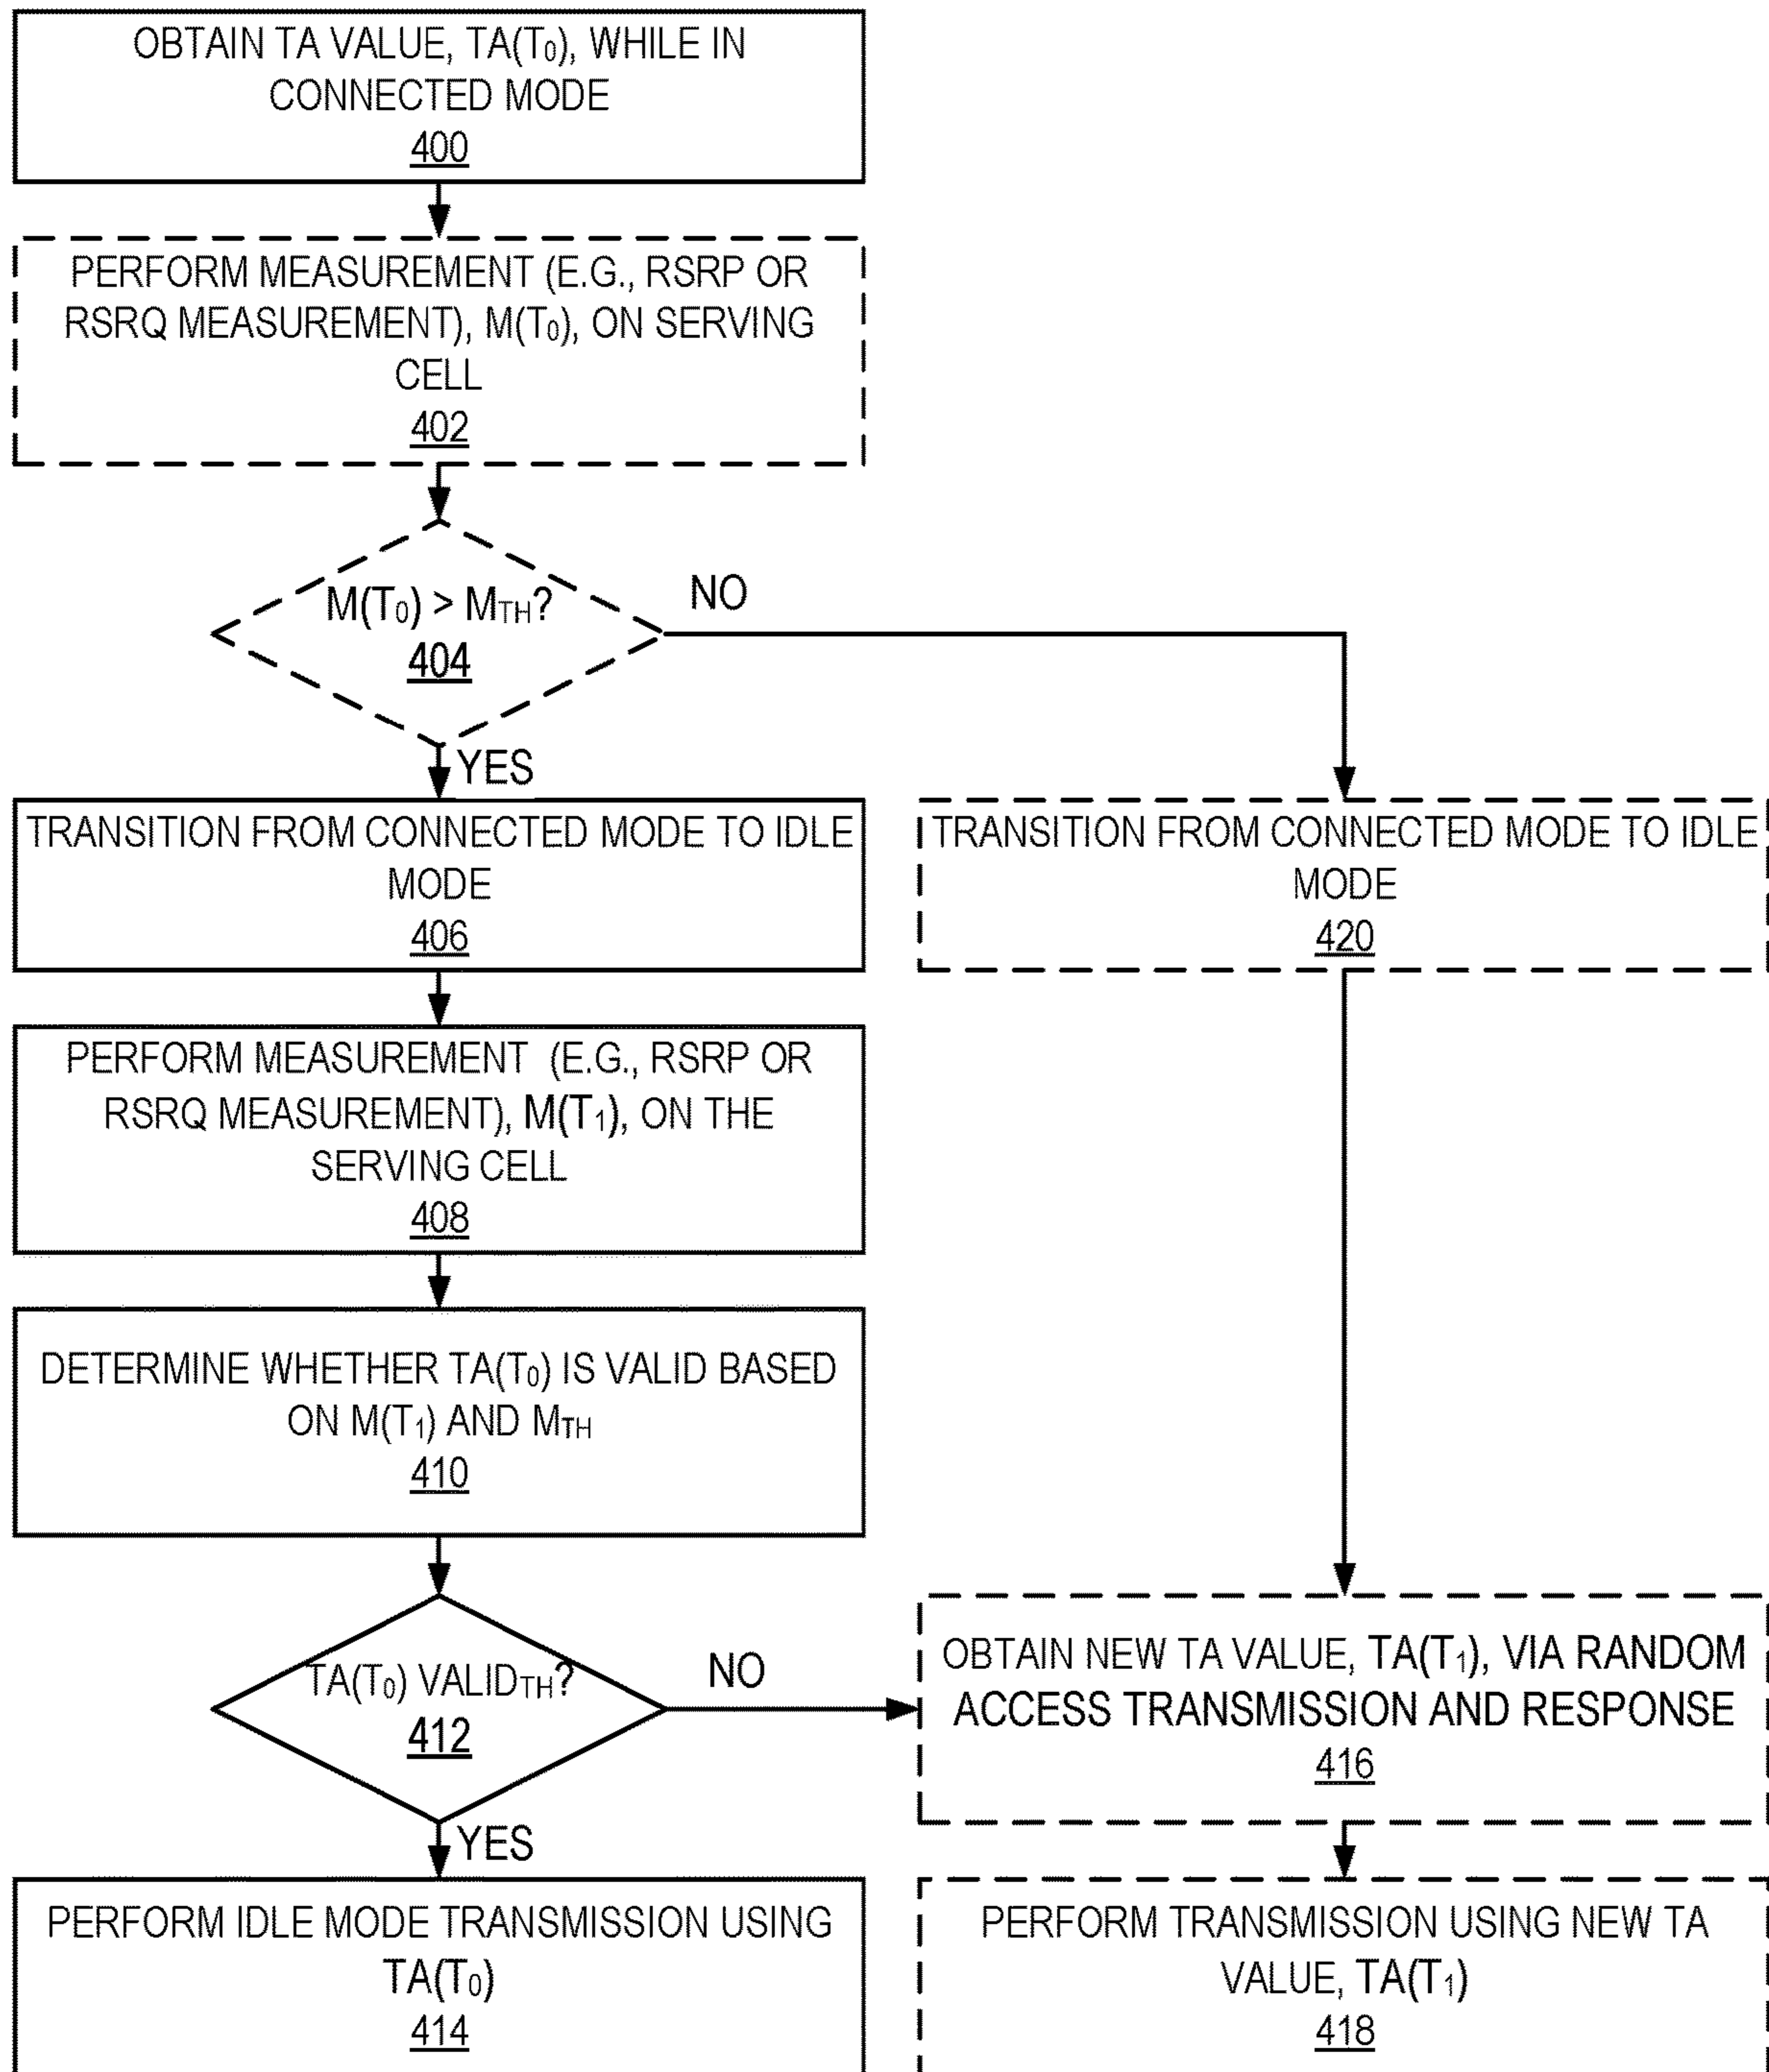 OBTAIN TA VALUE, TA(T₀), WHILE IN
CONNECTED MODE
400
PERFORM MEASUREMENT (E.G., RSRP OR
RSRQ MEASUREMENT), M(T₀), ON SERVING
CELL
402
M(T₀) > M_TH?
404
NO
YES
TRANSITION FROM CONNECTED MODE TO IDLE
MODE
406
TRANSITION FROM CONNECTED MODE TO IDLE
MODE
420
PERFORM MEASUREMENT (E.G., RSRP OR
RSRQ MEASUREMENT), M(T₁), ON THE
SERVING CELL
408
DETERMINE WHETHER TA(T₀) IS VALID BASED
ON M(T₁) AND M_TH
410
TA(T₀) VALID_TH?
412
NO
YES
OBTAIN NEW TA VALUE, TA(T₁), VIA RANDOM
ACCESS TRANSMISSION AND RESPONSE
416
PERFORM IDLE MODE TRANSMISSION USING
TA(T₀)
414
PERFORM TRANSMISSION USING NEW TA
VALUE, TA(T₁)
418